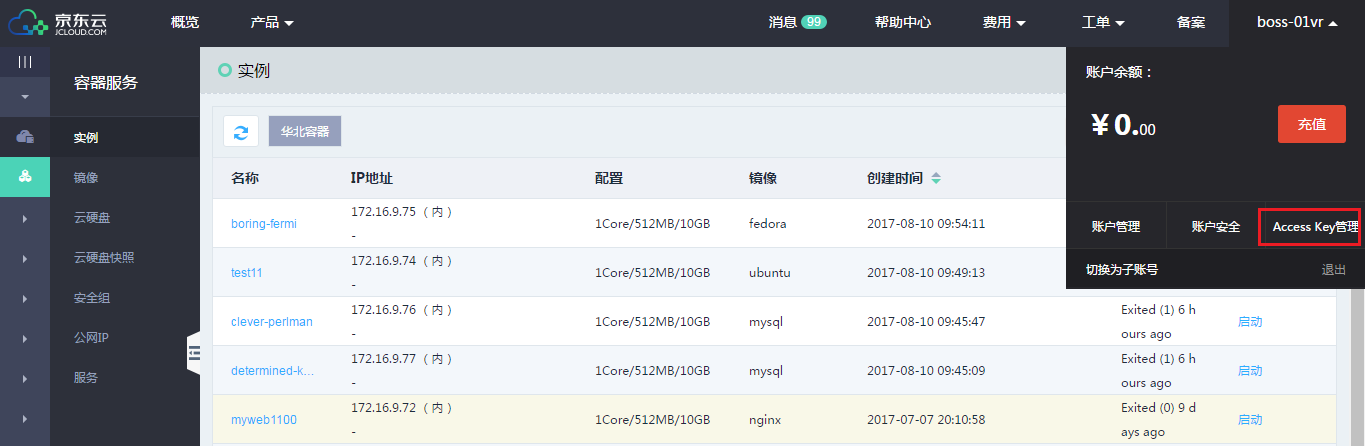 京东云
JCLOUD.COM
概览
产品
消息 99
帮助中心
费用
工单
备案
boss-01vr
容器服务
实例
镜像
云硬盘
云硬盘快照
安全组
公网IP
服务
实例
华北容器
名称 IP地址 配置 镜像 创建时间
boring-fermi 172.16.9.75（内） 1Core/512MB/10GB fedora 2017-08-10 09:54:11
-
test11 172.16.9.74（内） 1Core/512MB/10GB ubuntu 2017-08-10 09:49:13
-
clever-perlman 172.16.9.76（内） 1Core/512MB/10GB mysql 2017-08-10 09:45:47 Exited (1) 6 h 启动
- ours ago
determined-k... 172.16.9.77（内） 1Core/512MB/10GB mysql 2017-08-10 09:45:09 Exited (1) 6 h 启动
- ours ago
myweb1100 172.16.9.72（内） 1Core/512MB/10GB nginx 2017-07-07 20:10:58 Exited (0) 9 d 启动
- ays ago
账户余额：
¥0.00
充值
账户管理
账户安全
Access Key管理
切换为子账号
退出